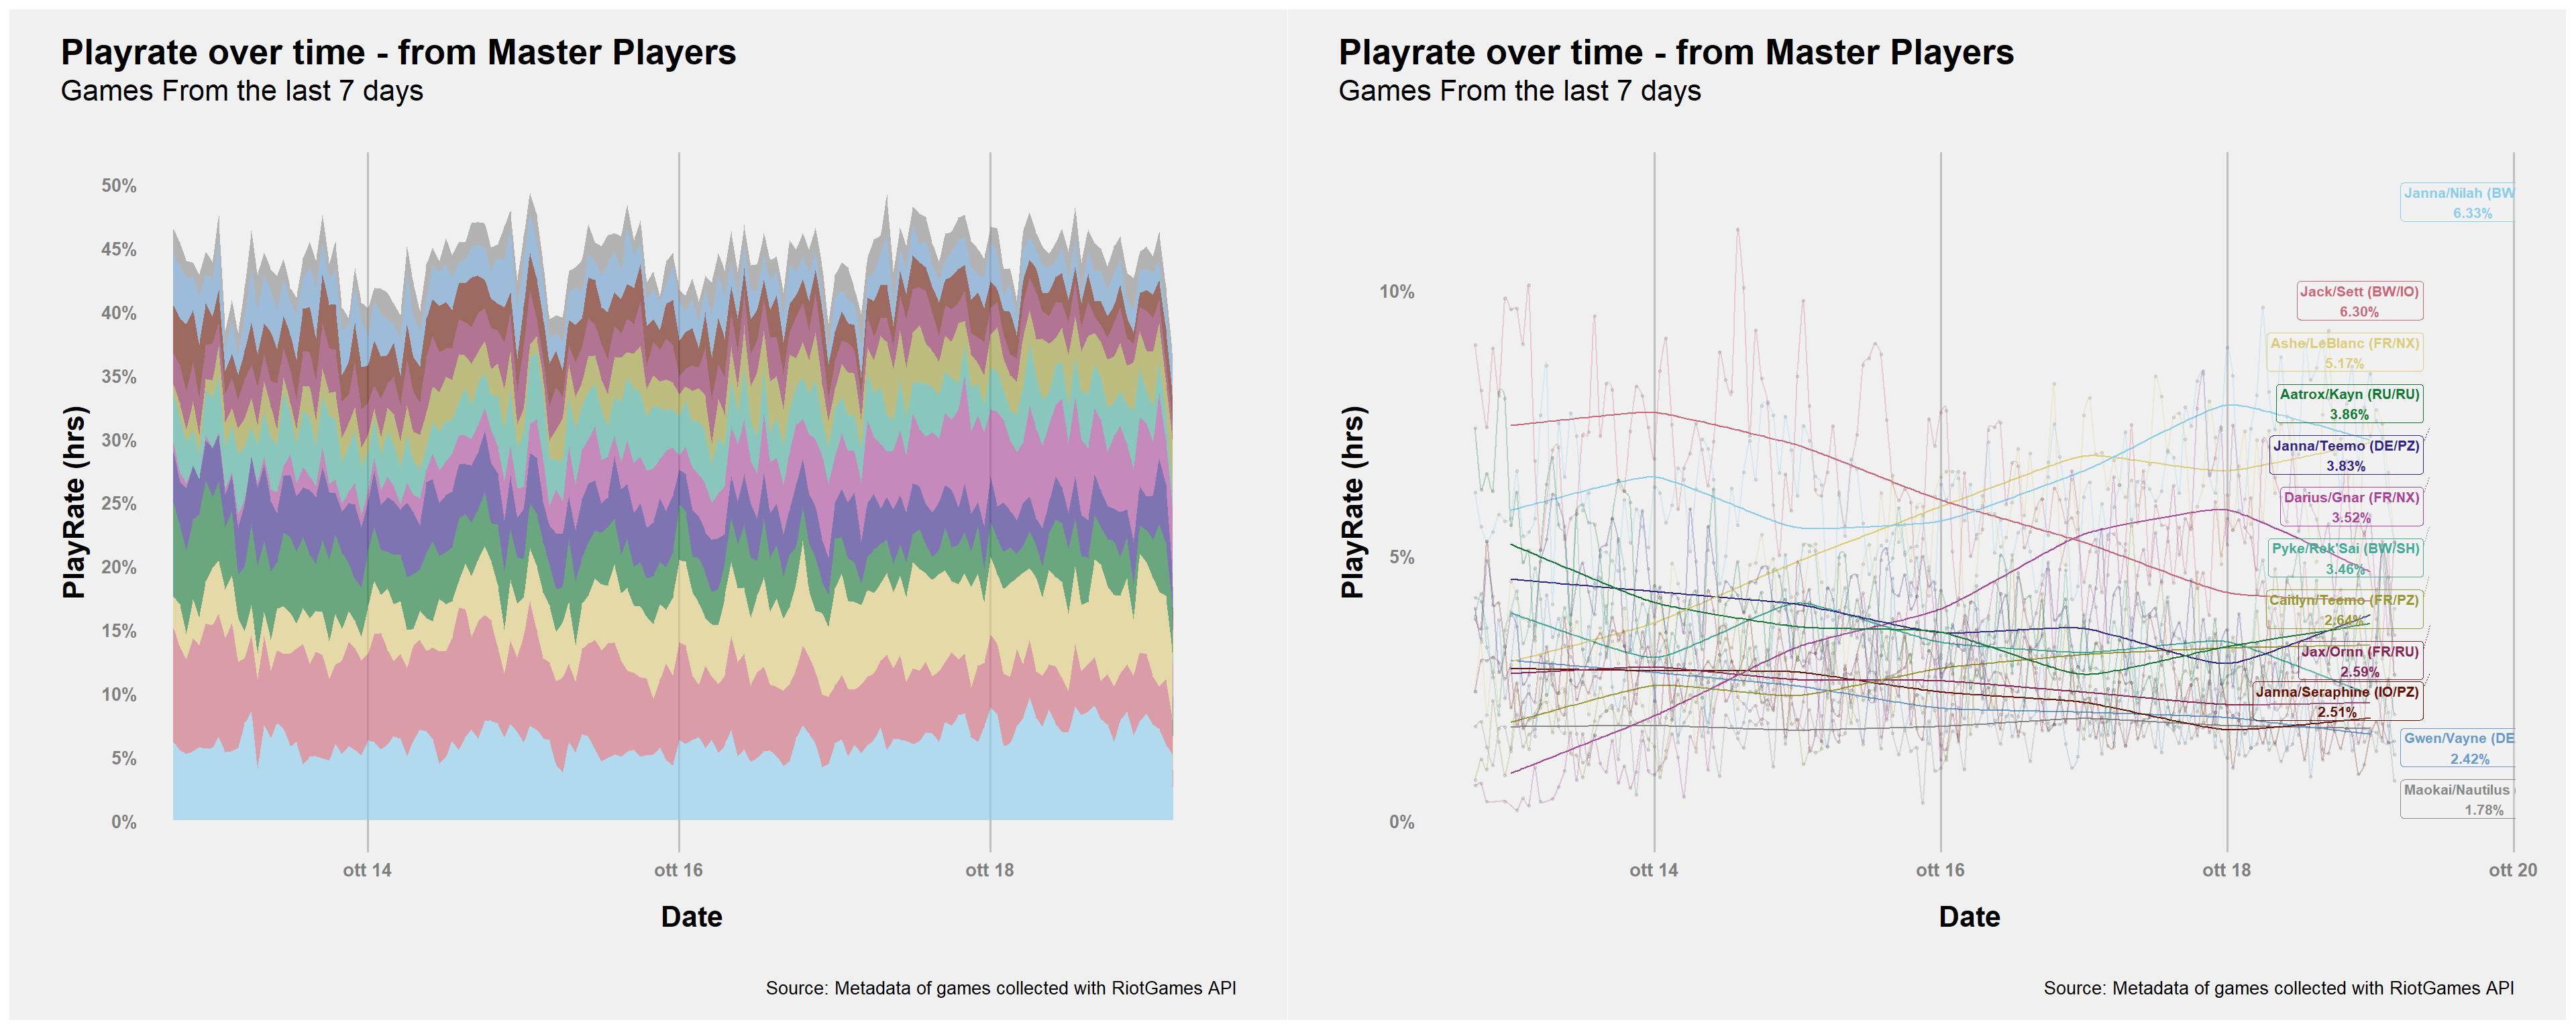 Playrate over time - from Master Players
Games From the last 7 days
50%
45%
40%
35%
30%
25%
20%
15%
10%
5%
0%
PlayRate (hrs)
ott 14
ott 16
ott 18
Date
Source: Metadata of games collected with RiotGames API
Playrate over time - from Master Players
Games From the last 7 days
10%
5%
0%
PlayRate (hrs)
Janna/Nilah (BW
6.33%
Jack/Sett (BW/IO)
6.30%
Ashe/LeBlanc (FR/NX)
5.17%
Aatrox/Kayn (RU/RU)
3.86%
Janna/Teemo (DE/PZ)
3.83%
Darius/Gnar (FR/NX)
3.52%
Pyke/Rek'Sai (BW/SH)
3.46%
Caitlyn/Teemo (FR/PZ)
2.64%
Jax/Ornn (FR/RU)
2.59%
Janna/Seraphine (IO/PZ)
2.51%
Gwen/Vayne (DE
2.42%
Maokai/Nautilus
1.78%
ott 14
ott 16
ott 18
ott 20
Date
Source: Metadata of games collected with RiotGames API